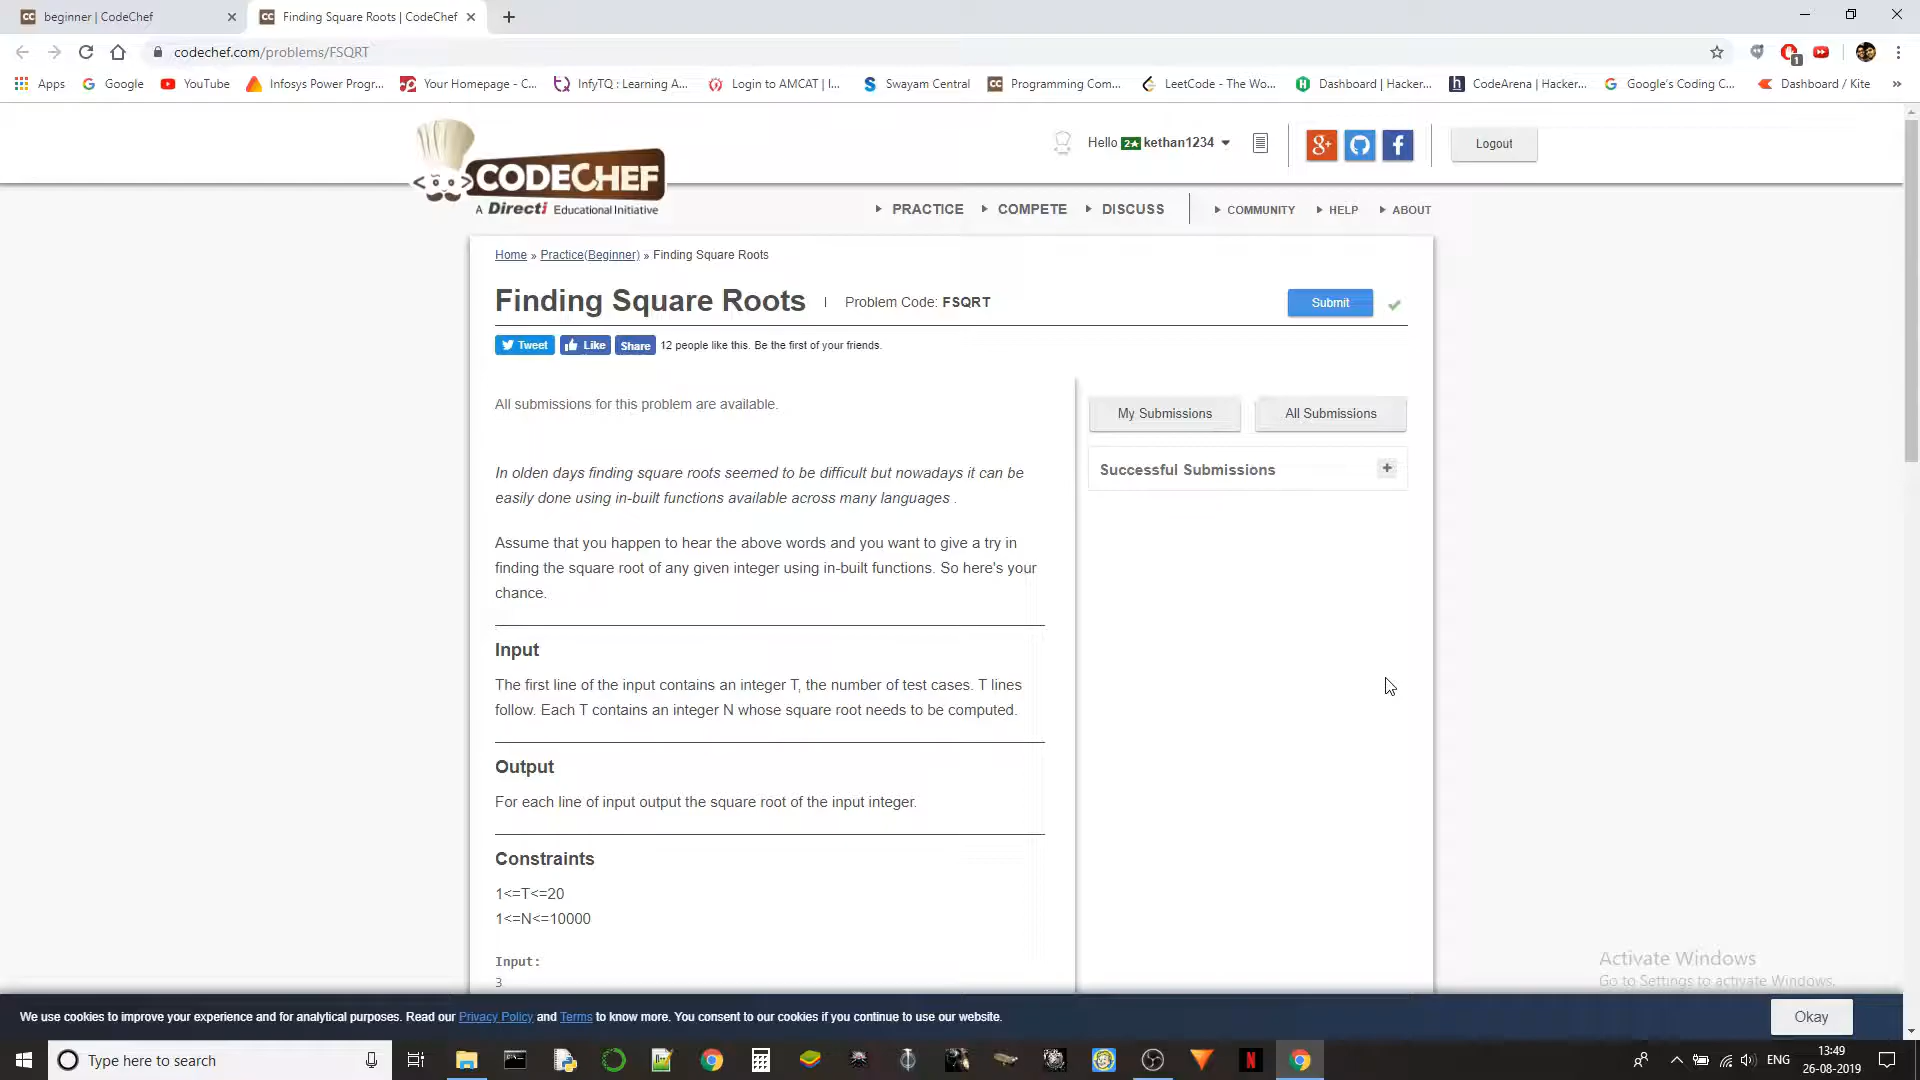 beginner | CodeChef
Finding Square Roots | CodeChef
codechef.com/problems/FSQRT
Apps
Google
YouTube
Infosys Power Progr...
Your Homepage - C...
InfyTQ : Learning A...
Login to AMCAT | I...
Swayam Central
Programming Com...
LeetCode - The Wo...
Dashboard | Hacker...
CodeArena | Hacker...
Google's Coding C...
Dashboard / Kite
»
CODECHEF
A Directi Educational Initiative
Hello 2★ kethan1234
Logout
PRACTICE
COMPETE
DISCUSS
COMMUNITY
HELP
ABOUT
Home » Practice(Beginner) » Finding Square Roots
Finding Square Roots
Problem Code: FSQRT
Submit
Tweet
Like
Share
12 people like this. Be the first of your friends.
All submissions for this problem are available.
My Submissions
All Submissions
Successful Submissions
+
In olden days finding square roots seemed to be difficult but nowadays it can be
easily done using in-built functions available across many languages .
Assume that you happen to hear the above words and you want to give a try in
finding the square root of any given integer using in-built functions. So here's your
chance.
Input
The first line of the input contains an integer T, the number of test cases. T lines
follow. Each T contains an integer N whose square root needs to be computed.
Output
For each line of input output the square root of the input integer.
Constraints
1<=T<=20
1<=N<=10000
Input:
3
Activate Windows
Go to Settings to activate Windows.
We use cookies to improve your experience and for analytical purposes. Read our Privacy Policy and Terms to know more. You consent to our cookies if you continue to use our website.
Okay
Type here to search
ENG
13:49
26-08-2019